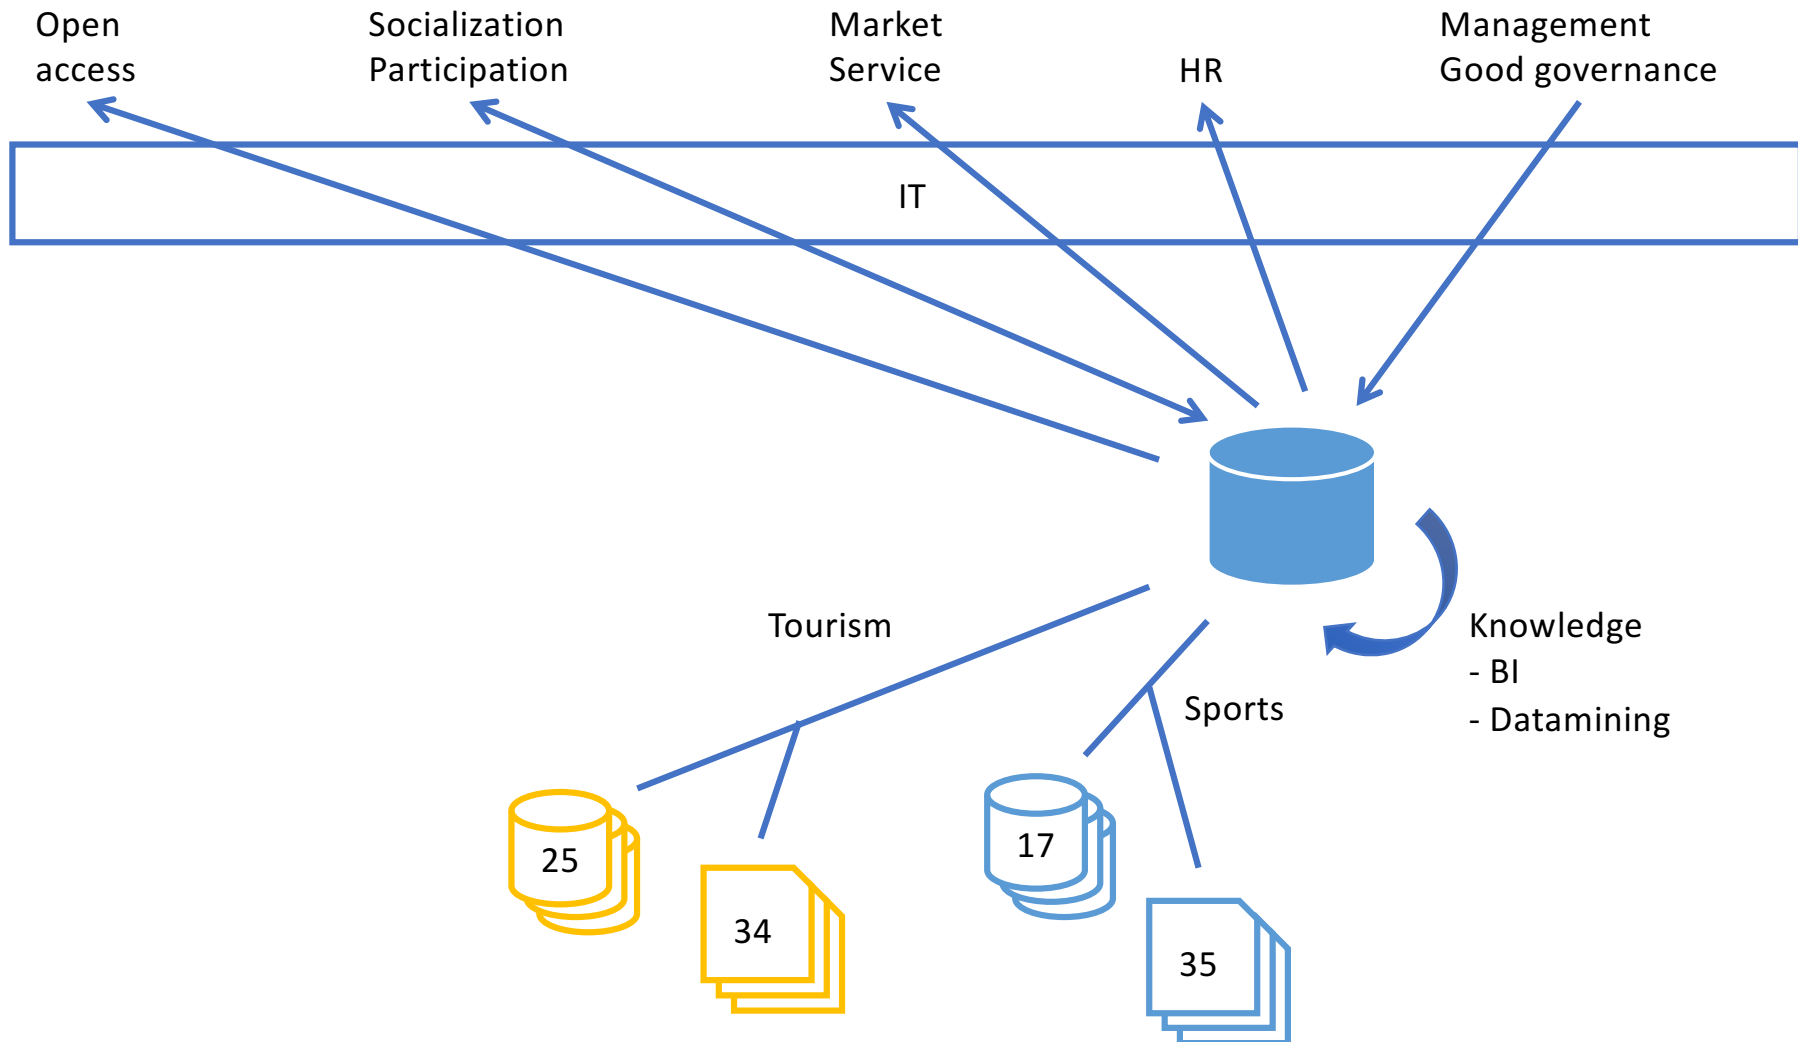 Open
access
Socialization
Participation
Market
Service
HR
Management
Good governance
IT
Tourism
Sports
Knowledge
- BI
- Datamining
25
34
17
35